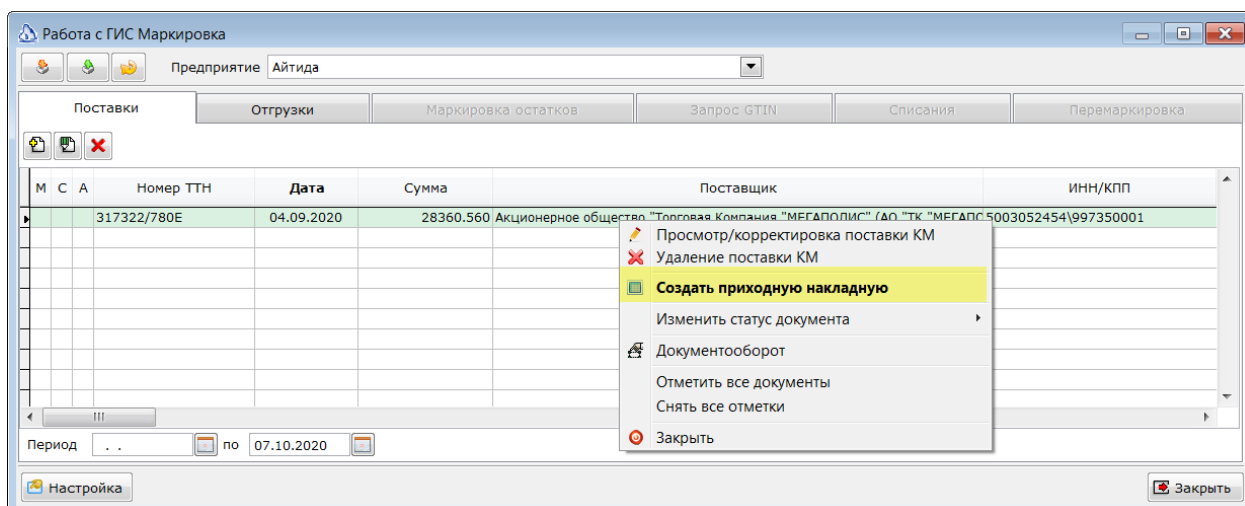 Работа с ГИС Маркировка
Предприятие Айтида
Поставки Отгрузки Маркировка остатков Запрос GTIN Списания Перемаркировка
М С А Номер ТТН Дата Сумма Поставщик ИНН/КПП
317322/780Е 04.09.2020 28360.560 Акционерное общество "Торговая Компания "МЕГАПОЛИС" (АО "ТК "МЕГАПО 5003052454\997350001
Просмотр/корректировка поставки КМ
Удаление поставки КМ
Создать приходную накладную
Изменить статус документа
Документооборот
Отметить все документы
Снять все отметки
Закрыть
Период . . по 07.10.2020
Настройка Закрыть